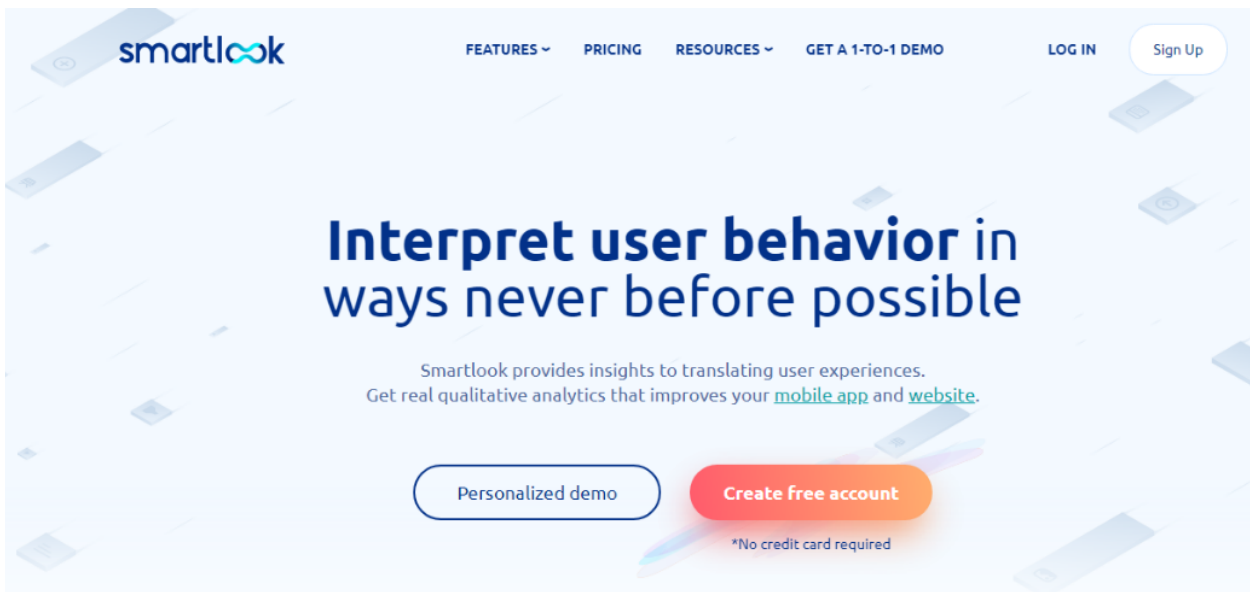 smartlook
FEATURES PRICING RESOURCES GET A 1-TO-1 DEMO LOG IN Sign Up
Interpret user behavior in
ways never before possible
Smartlook provides insights to translating user experiences.
Get real qualitative analytics that improves your mobile app and website.
Personalized demo Create free account
*No credit card required